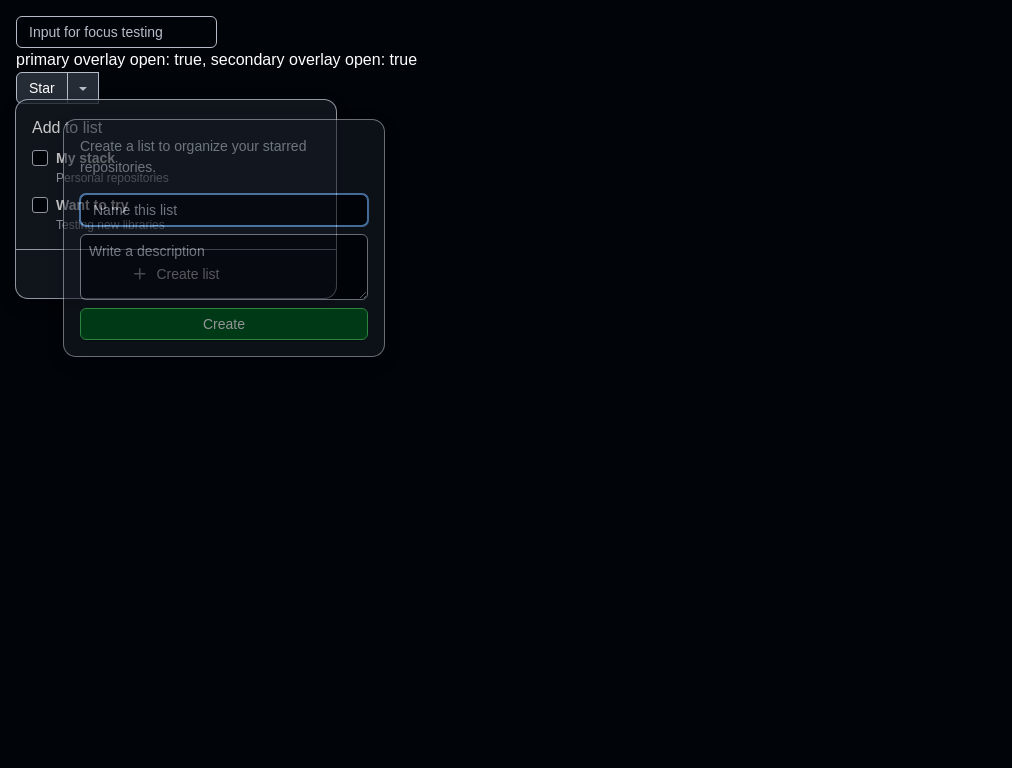 Input for focus testing
primary overlay open: true, secondary overlay open: true
Star
Add to list
Create a list to organize your starred
repositories.
My stack
Personal repositories
Want to try
Name this list
Testing new libraries
Write a description
Create list
Create